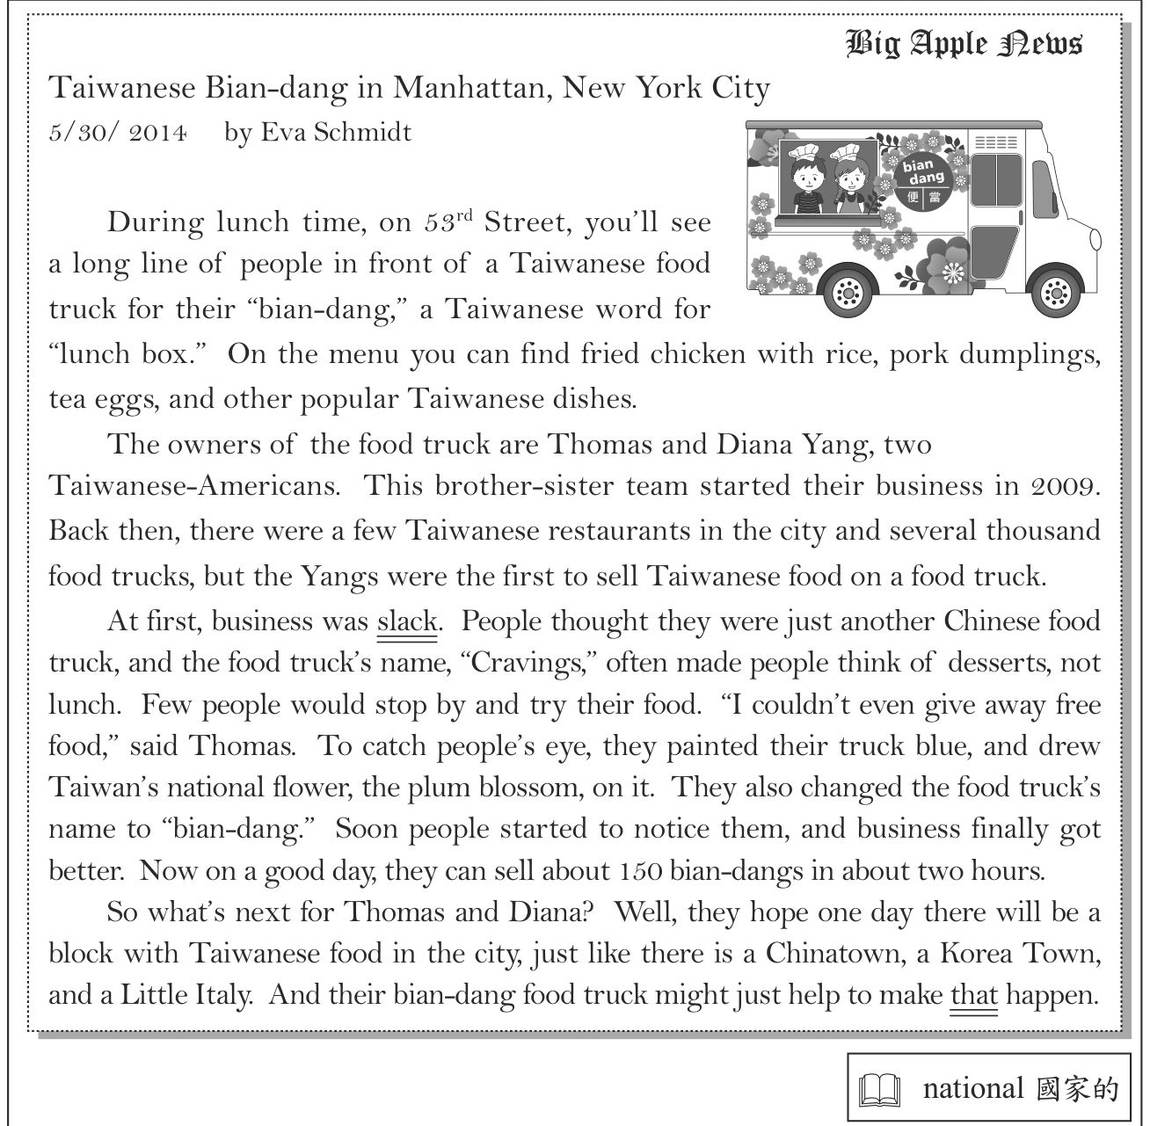 Big Apple News
Taiwanese Bian-dang in Manhattan, New York City
5/30/ 2014 by Eva Schmidt
bian
dang
便當
During lunch time, on 53rd Street, you’ll see
a long line of people in front of a Taiwanese food
truck for their “bian-dang,” a Taiwanese word for
“lunch box.” On the menu you can find fried chicken with rice, pork dumplings,
tea eggs, and other popular Taiwanese dishes.
The owners of the food truck are Thomas and Diana Yang, two
Taiwanese-Americans. This brother-sister team started their business in 2009.
Back then, there were a few Taiwanese restaurants in the city and several thousand
food trucks, but the Yangs were the first to sell Taiwanese food on a food truck.
At first, business was slack. People thought they were just another Chinese food
truck, and the food truck’s name, “Cravings,” often made people think of desserts, not
lunch. Few people would stop by and try their food. “I couldn’t even give away free
food,” said Thomas. To catch people’s eye, they painted their truck blue, and drew
Taiwan’s national flower, the plum blossom, on it. They also changed the food truck’s
name to “bian-dang.” Soon people started to notice them, and business finally got
better. Now on a good day, they can sell about 150 bian-dangs in about two hours.
So what’s next for Thomas and Diana? Well, they hope one day there will be a
block with Taiwanese food in the city, just like there is a Chinatown, a Korea Town,
and a Little Italy. And their bian-dang food truck might just help to make that happen.
national 國家的